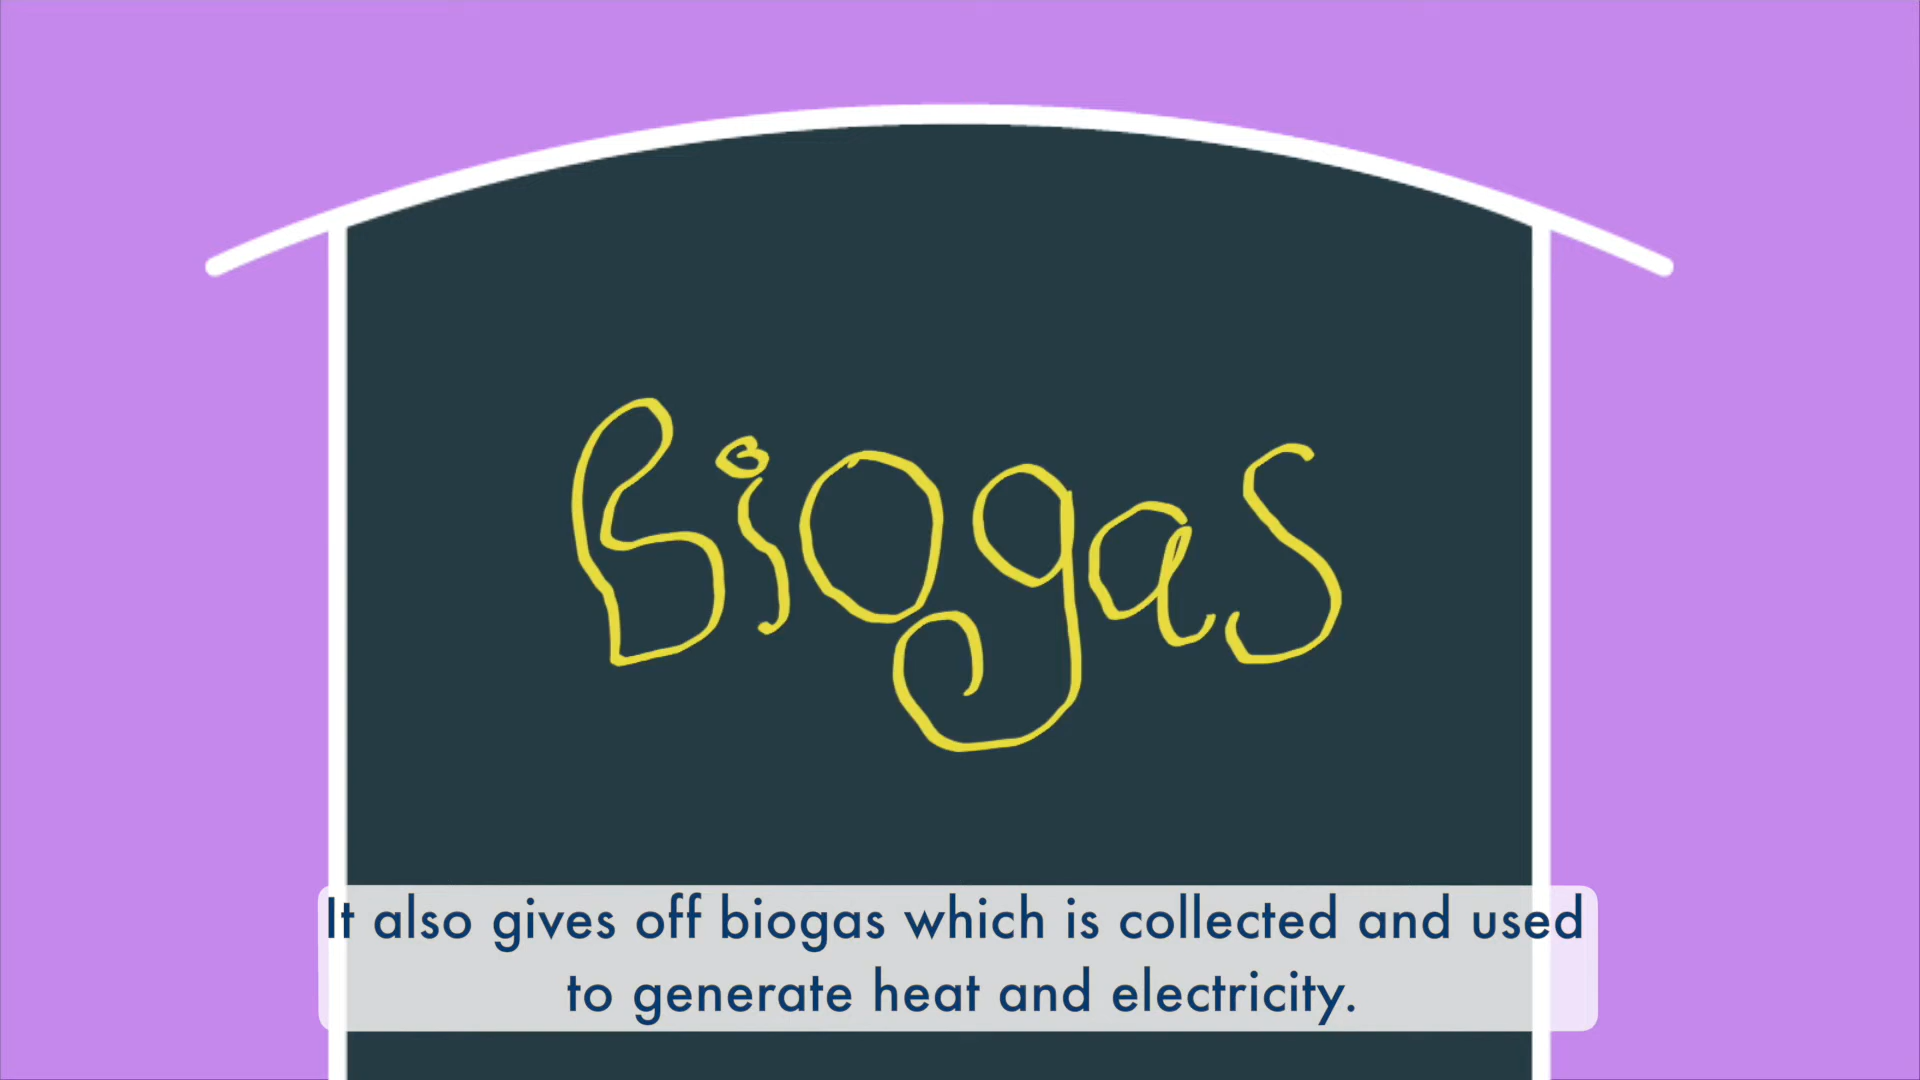 Biogas
It also gives off biogas which is collected and used
to generate heat and electricity.